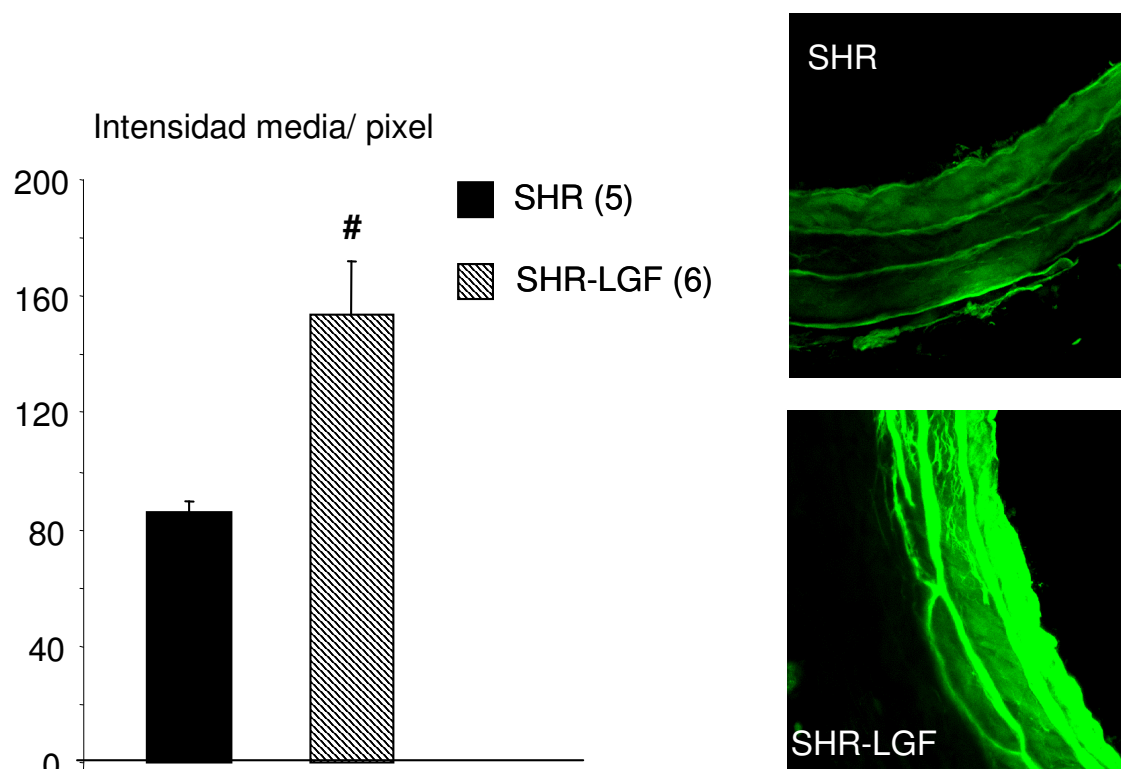 Intensidad media/ pixel
200
160
120
80
40
0
#
SHR (5)
SHR-LGF (6)
SHR
SHR-LGF